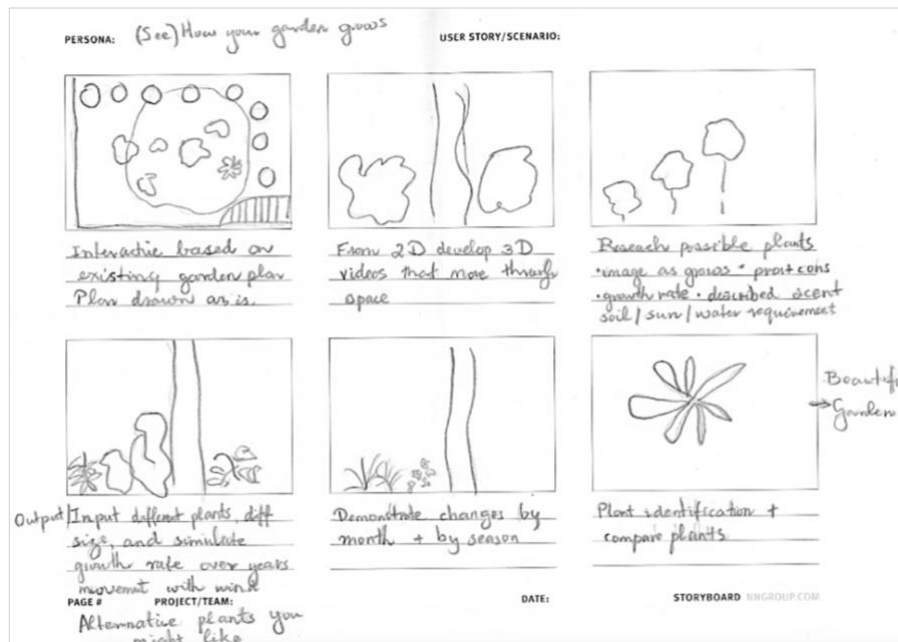 PERSONA: (See) How your garden grows
USER STORY/SCENARIO:
Interactie based on
existing garden plan
Plan drawn as is.
From 2D develop 3D
videos that move through
space
Research possible plants
• image as grows • pros + cons
• growth rate • described scent
soil / sun / water requirement
Output/Input different plants, diff
size, and simulate
growth rate over years
movement with wind
Demonstrate changes by
month + by season
Plant identification +
compare plants
Beautif
→ Garden
PAGE #
PROJECT/TEAM:
DATE:
STORYBOARD NNGROUP.COM
Alternative plants you
might like